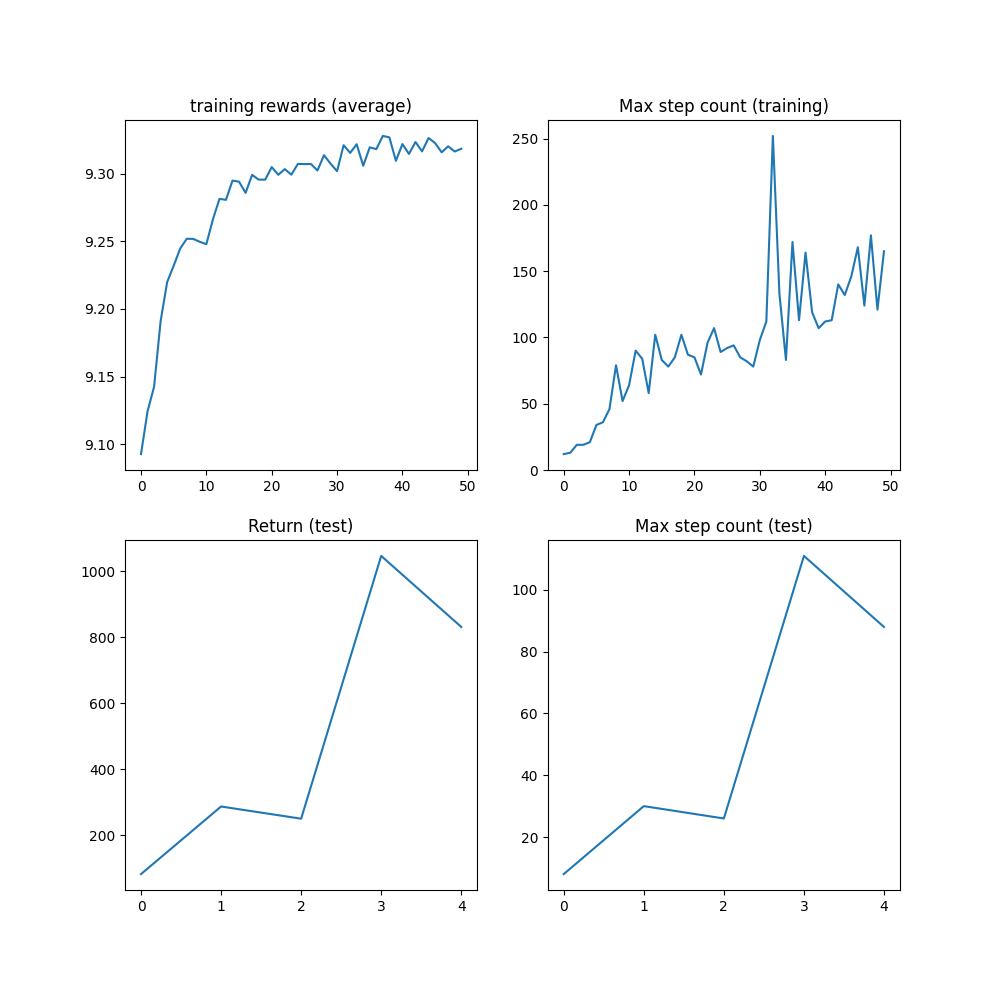 training rewards (average)
9.30
9.25
9.20
9.15
9.10
0 10 20 30 40 50
Max step count (training)
250
200
150
100
50
0
0 10 20 30 40 50
Return (test)
1000
800
600
400
200
0 1 2 3 4
Max step count (test)
100
80
60
40
20
0 1 2 3 4